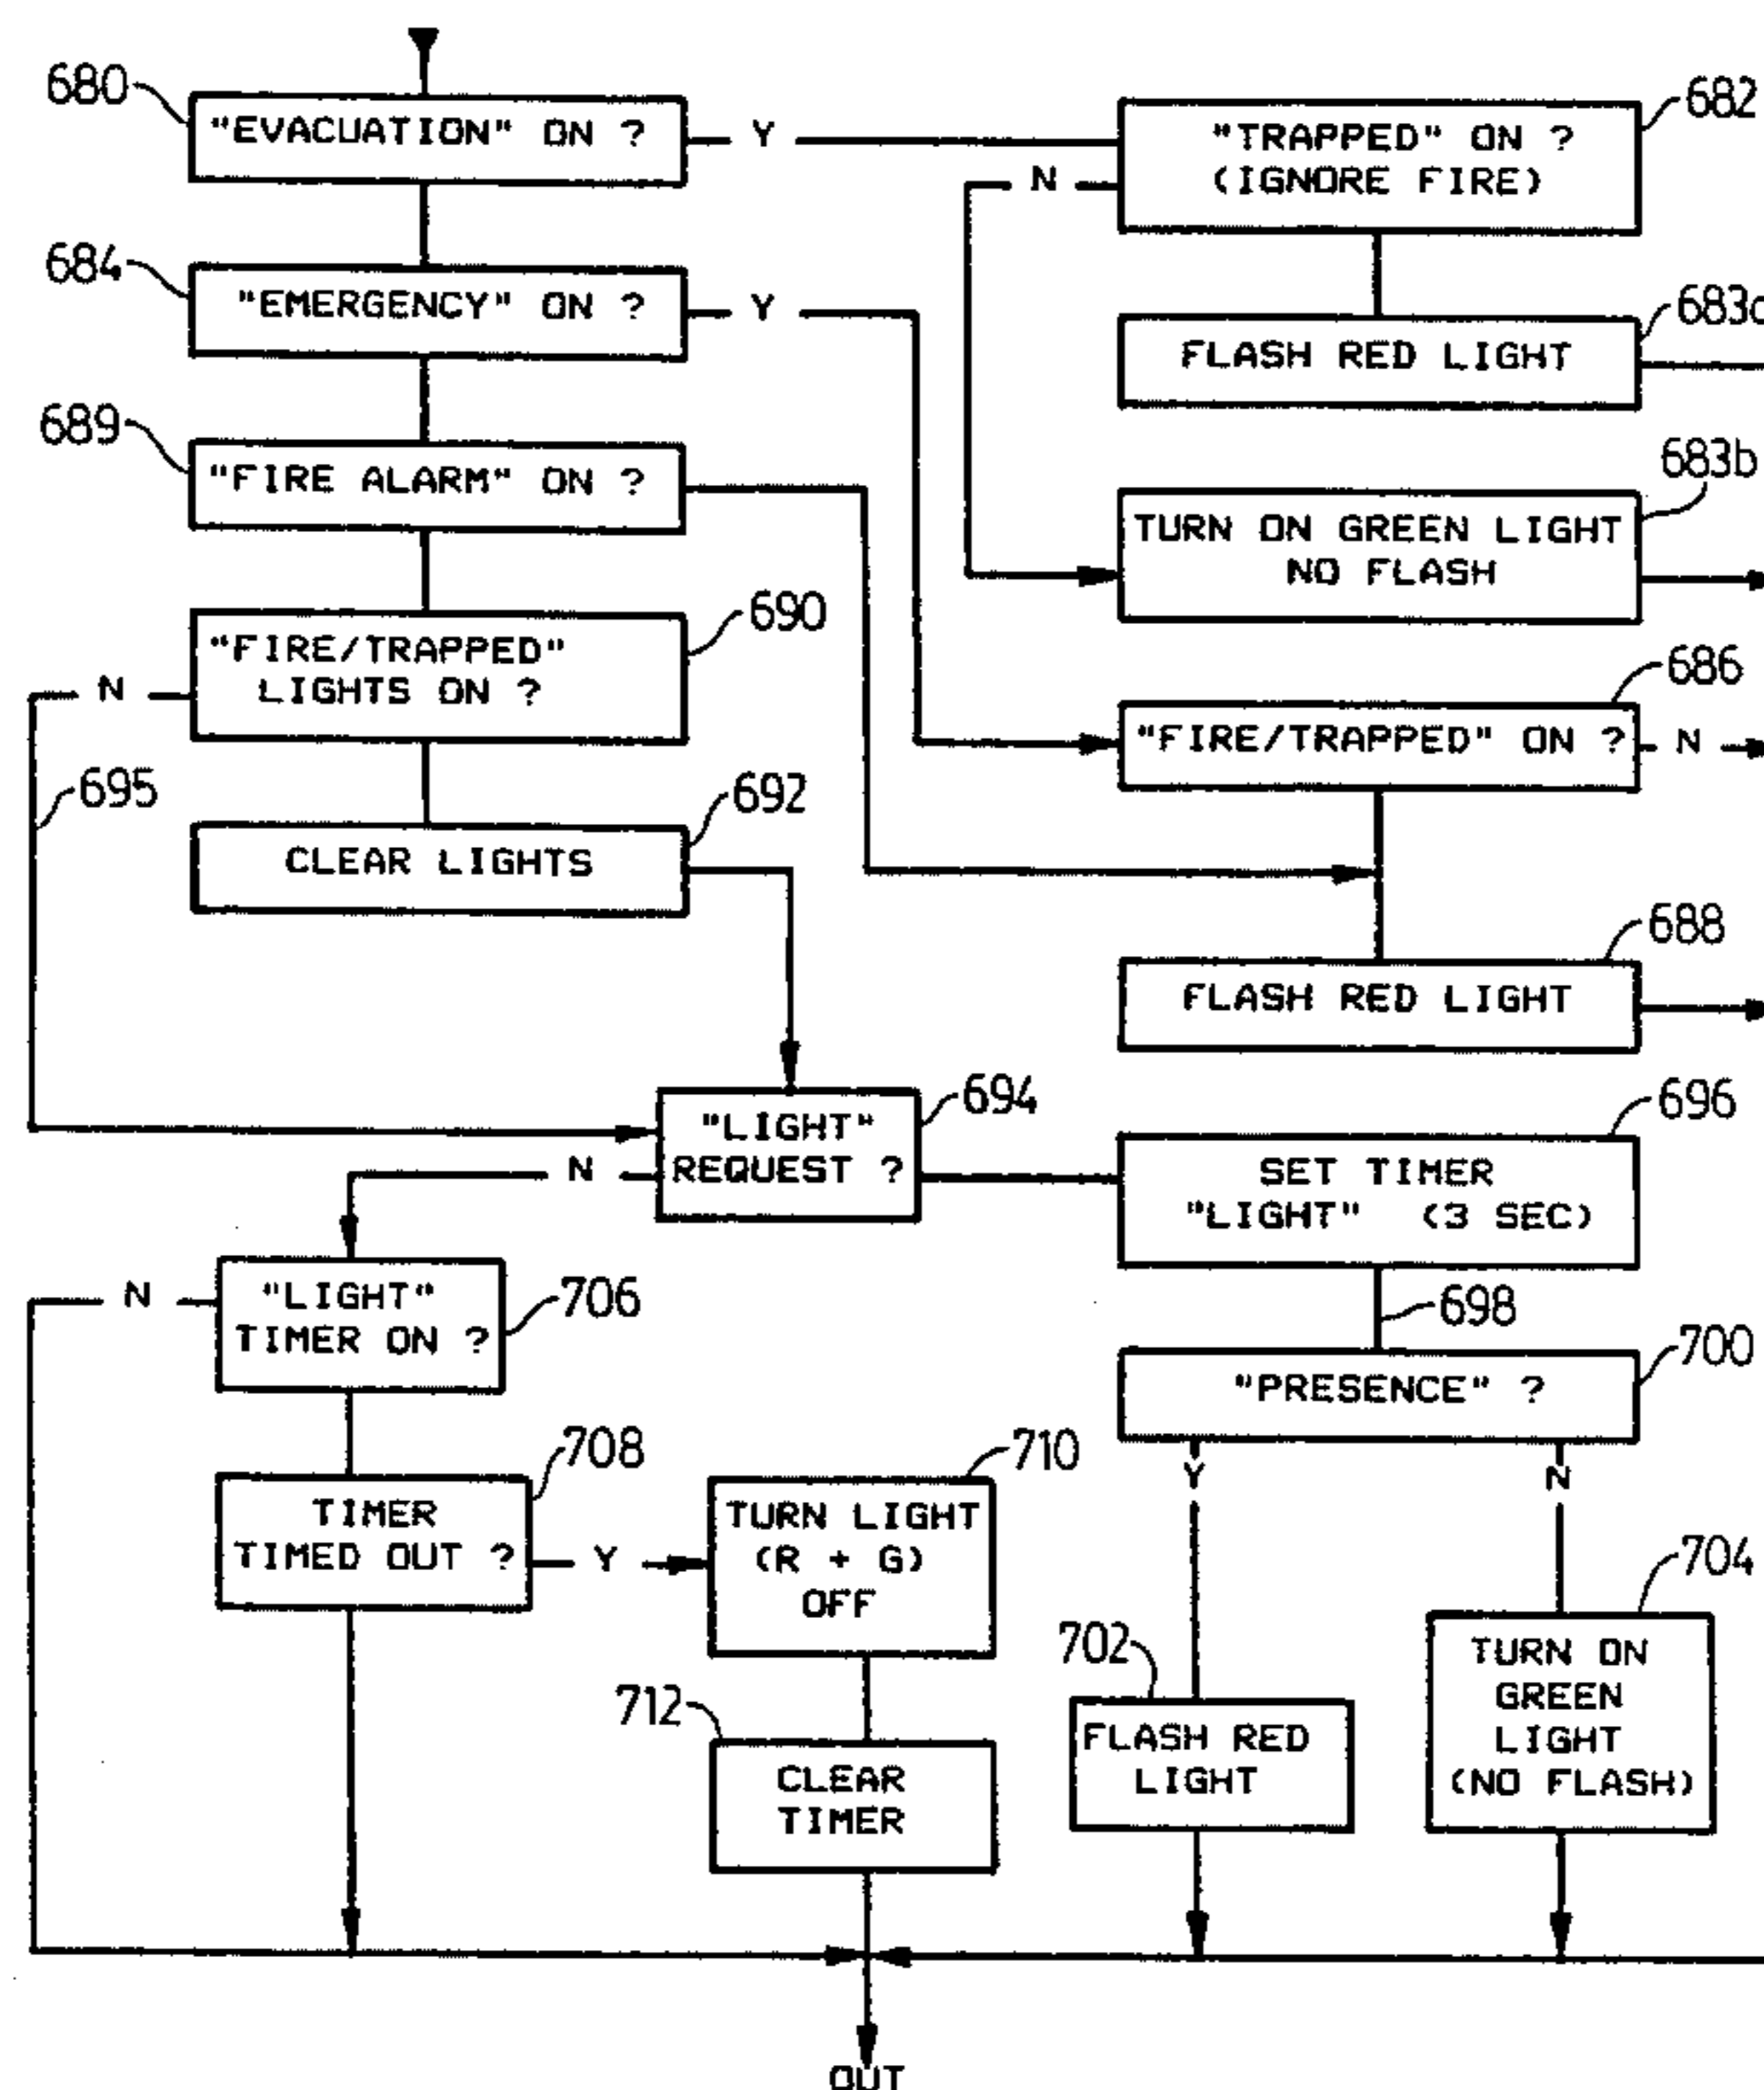 680
"EVACUATION" ON ?
Y
"TRAPPED" ON ?
(IGNORE FIRE)
682
N
684
"EMERGENCY" ON ?
Y
FLASH RED LIGHT
689
"FIRE ALARM" ON ?
683b
TURN ON GREEN LIGHT
NO FLASH
690
"FIRE/TRAPPED"
LIGHTS ON ?
N
686
"FIRE/TRAPPED" ON ?
N
695
692
CLEAR LIGHTS
688
FLASH RED LIGHT
694
"LIGHT"
REQUEST ?
N
696
SET TIMER
"LIGHT" (3 SEC)
698
N
"LIGHT"
TIMER ON ?
706
700
"PRESENCE" ?
Y
N
708
TIMER
TIMED OUT ?
Y
710
TURN LIGHT
(R + G)
OFF
704
TURN ON
GREEN
LIGHT
(NO FLASH)
702
FLASH RED
LIGHT
712
CLEAR
TIMER
OUT